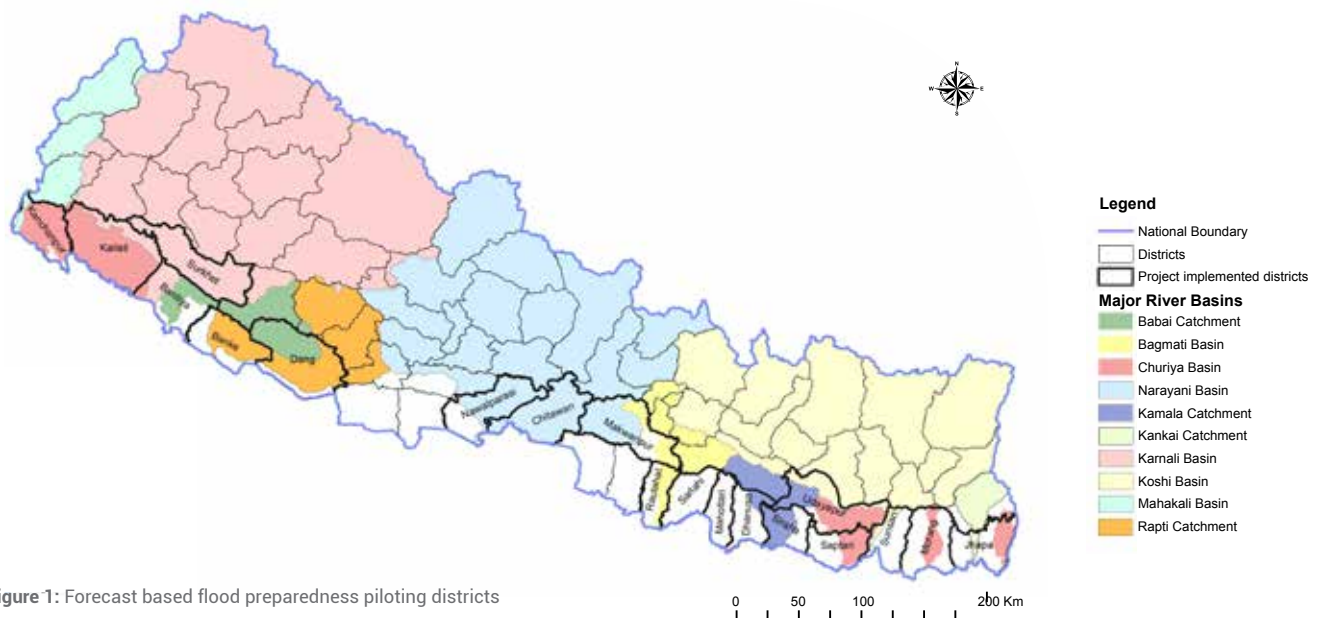 N
W
E
S
Kanchanpur
Kailali
Surkhet
Bardiya
Banke
Dang
Nawalparasi
Chitawan
Makwanpur
Rautahat
Sarlahi
Mahottari
Dhanusa
Siraha
Udayapur
Saptari
Sunsari
Morang
Jhapa
Legend
National Boundary
Districts
Project implemented districts
Major River Basins
Babai Catchment
Bagmati Basin
Churiya Basin
Narayani Basin
Kamala Catchment
Kankai Catchment
Karnali Basin
Koshi Basin
Mahakali Basin
Rapti Catchment
igure 1: Forecast based flood preparedness piloting districts
0 50 100 200 Km